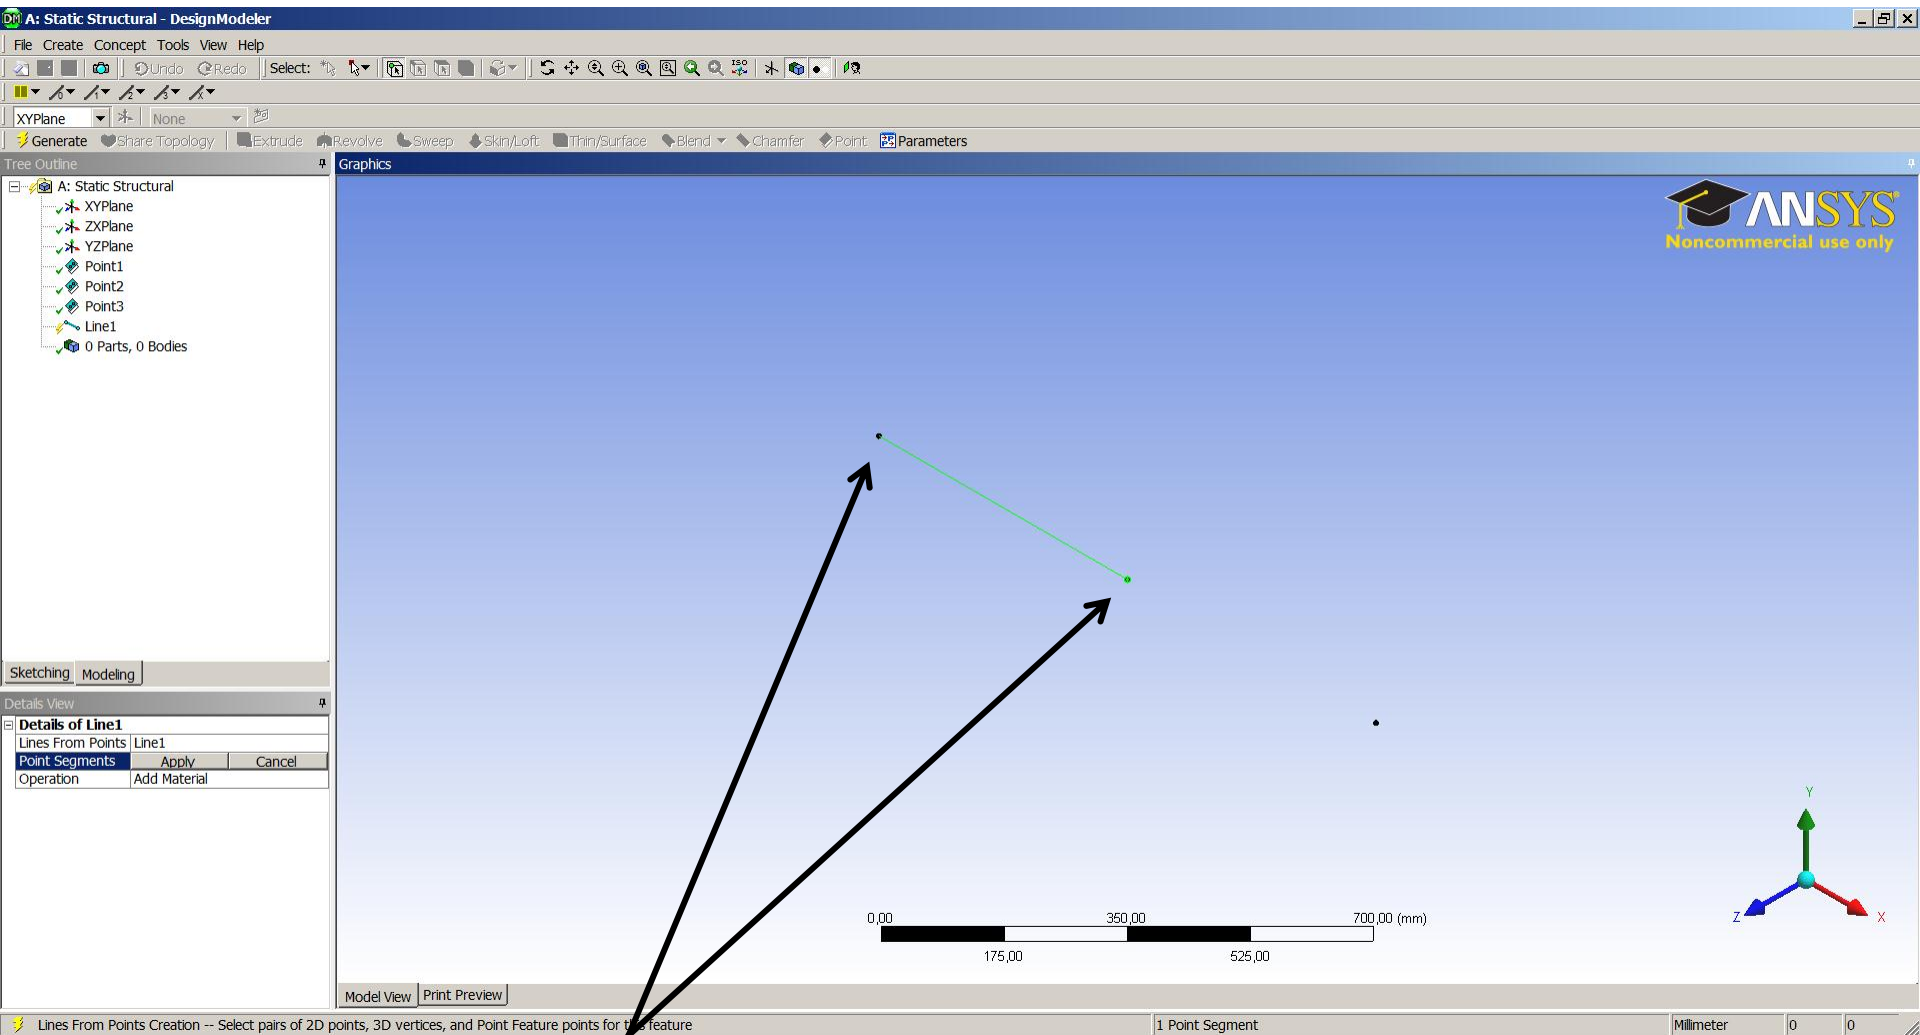 A: Static Structural - DesignModeler
File Create Concept Tools View Help
Undo Redo Select: ISO
0 1 2 3 x
XYPlane None
Generate Share Topology Extrude Revolve Sweep Skin/Loft Thin/Surface Blend Chamfer Point Parameters
Tree Outline
A: Static Structural
XYPlane
ZXPlane
YZPlane
Point1
Point2
Point3
Line1
0 Parts, 0 Bodies
Sketching Modeling
Details View
Details of Line1
Lines From Points Line1
Point Segments Apply Cancel
Operation Add Material
Graphics
ANSYS
Noncommercial use only
Y
Z X
0,00 350,00 700,00 (mm)
175,00 525,00
Model View Print Preview
Lines From Points Creation -- Select pairs of 2D points, 3D vertices, and Point Feature points for feature
1 Point Segment
Millimeter 0 0